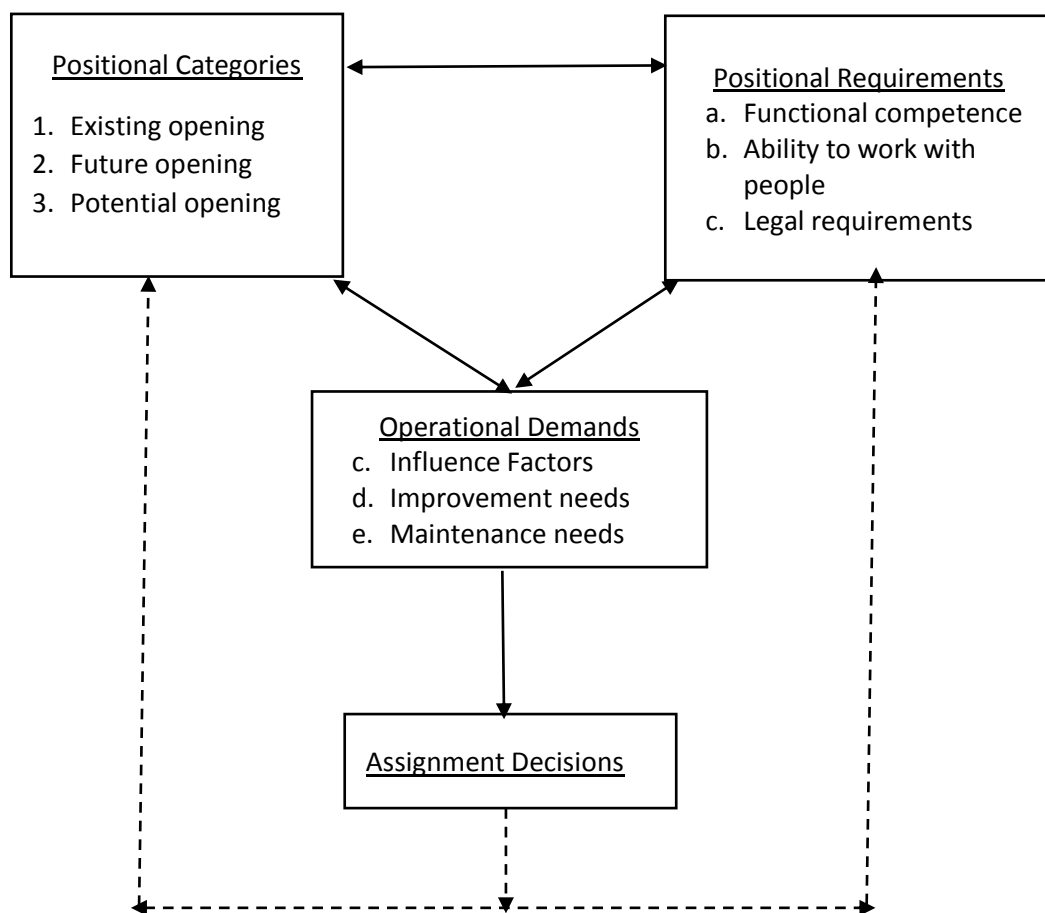 Positional Categories
1. Existing opening
2. Future opening
3. Potential opening
Positional Requirements
a. Functional competence
b. Ability to work with
people
c. Legal requirements
Operational Demands
c. Influence Factors
d. Improvement needs
e. Maintenance needs
Assignment Decisions